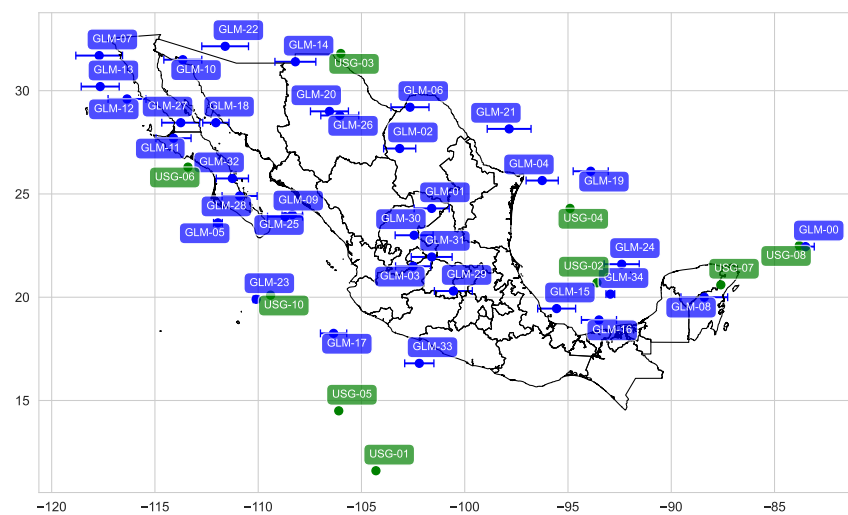 GLM-22
GLM-07
GLM-14
USG-03
GLM-10
GLM-13
GLM-20
GLM-06
GLM-12
GLM-27
GLM-18
GLM-21
GLM-26
GLM-02
GLM-11
GLM-32
GLM-04
USG-06
GLM-19
GLM-01
GLM-09
GLM-28
GLM-30
USG-04
GLM-25
GLM-05
GLM-00
GLM-31
GLM-24
USG-08
GLM-03
USG-02
USG-07
GLM-23
GLM-29
GLM-34
GLM-15
USG-10
GLM-08
GLM-16
GLM-17
GLM-33
USG-05
USG-01
30
25
20
15
−120
−115
−110
−105
−100
−95
−90
−85